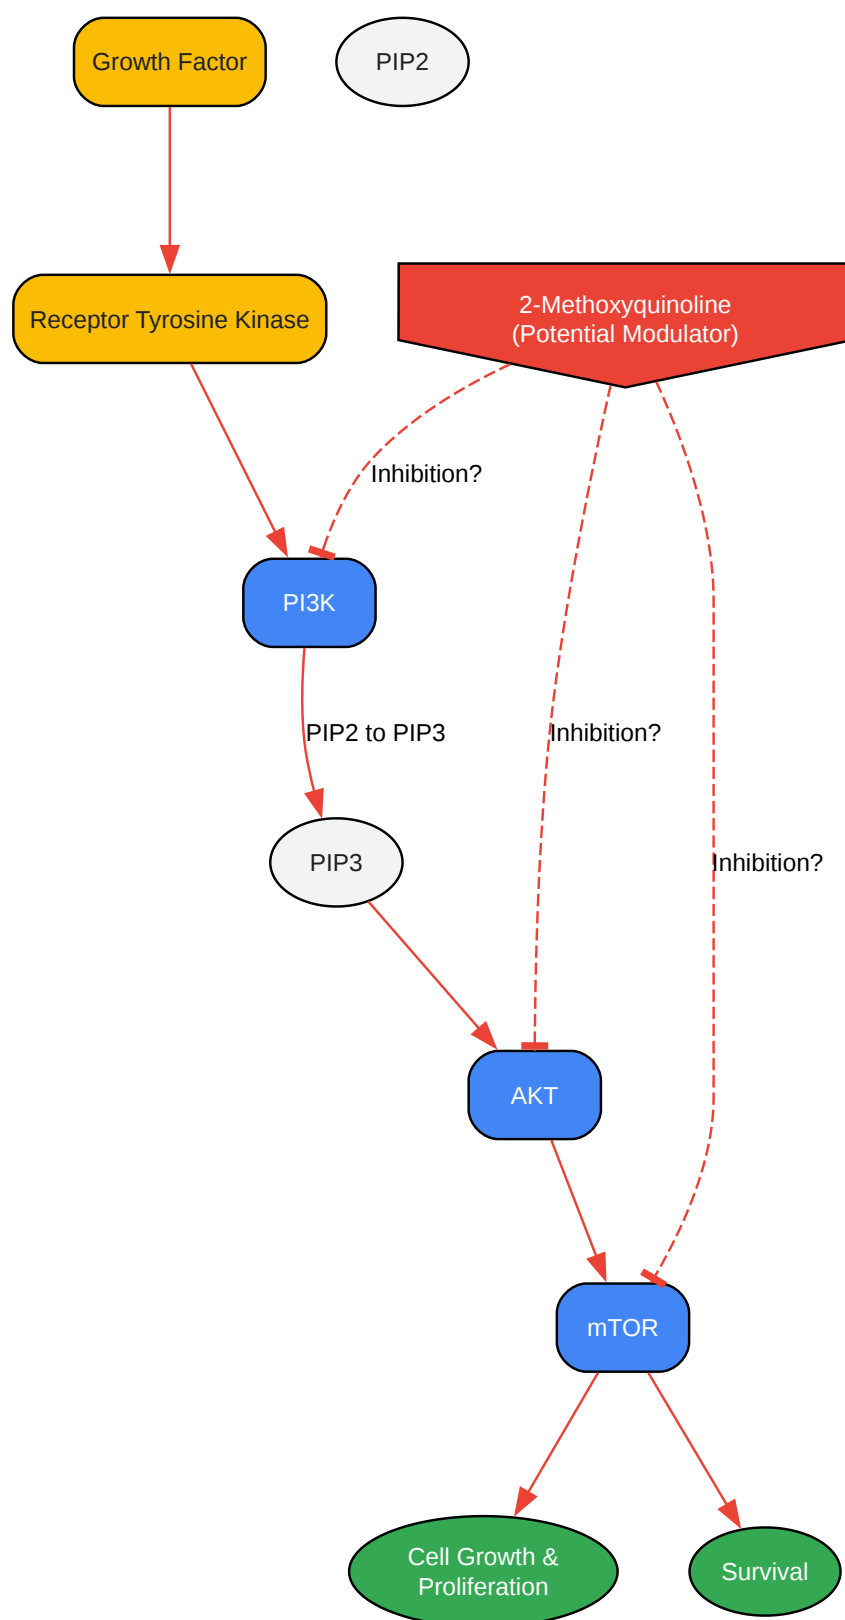 Growth Factor
PIP2
Receptor Tyrosine Kinase
2-Methoxyquinoline
(Potential Modulator)
Inhibition?
PI3K
PIP2 to PIP3
Inhibition?
PIP3
Inhibition?
AKT
mTOR
Cell Growth &
Proliferation
Survival